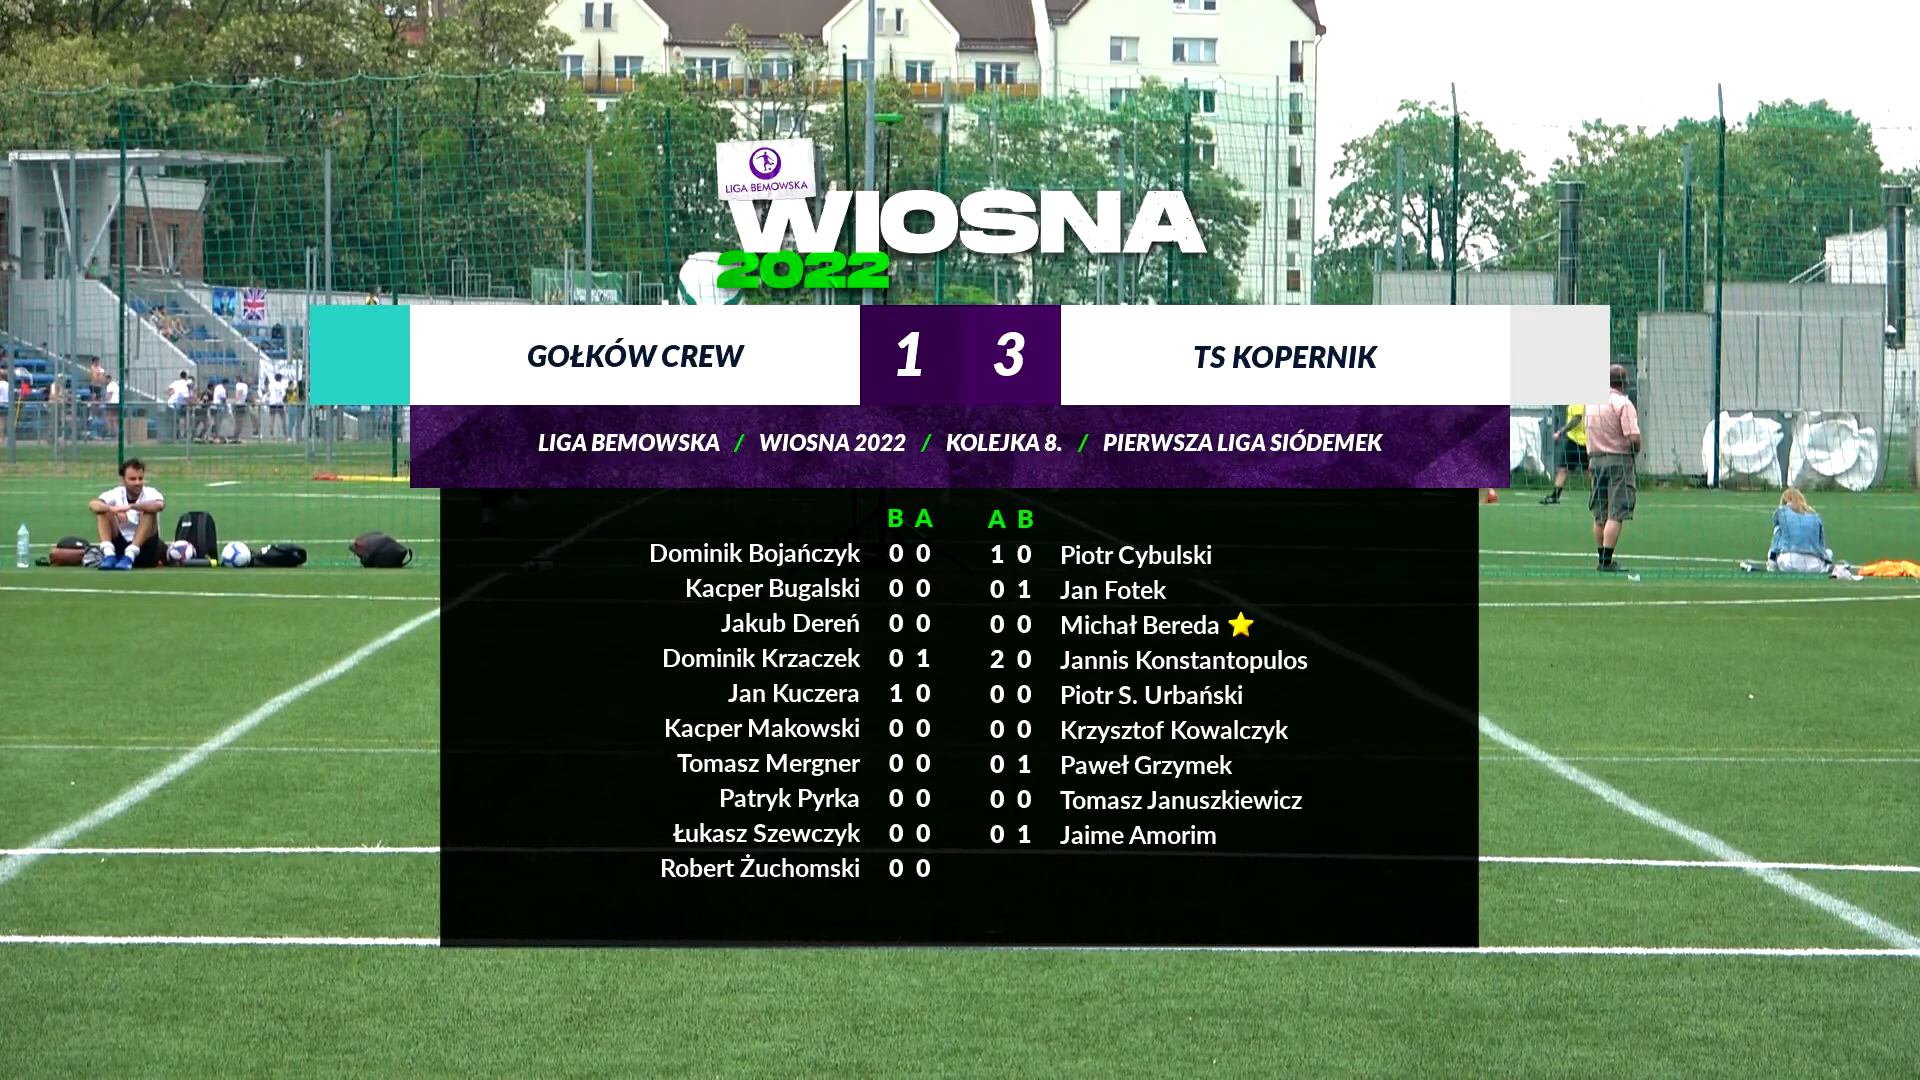 LIGA BEMOWSKA
WIOSNA
2022
GOŁKÓW CREW 1 3 TS KOPERNIK
LIGA BEMOWSKA / WIOSNA 2022 / KOLEJKA 8. / PIERWSZA LIGA SIÓDEMEK
B A A B
Dominik Bojańczyk 0 0 1 0 Piotr Cybulski
Kacper Bugalski 0 0 0 1 Jan Fotek
Jakub Dereń 0 0 0 0 Michał Bereda ⭐
Dominik Krzaczek 0 1 2 0 Jannis Konstantopulos
Jan Kuczera 1 0 0 0 Piotr S. Urbański
Kacper Makowski 0 0 0 0 Krzysztof Kowalczyk
Tomasz Mergner 0 0 0 1 Paweł Grzymek
Patryk Pyrka 0 0 0 0 Tomasz Januszkiewicz
Łukasz Szewczyk 0 0 0 1 Jaime Amorim
Robert Żuchomski 0 0